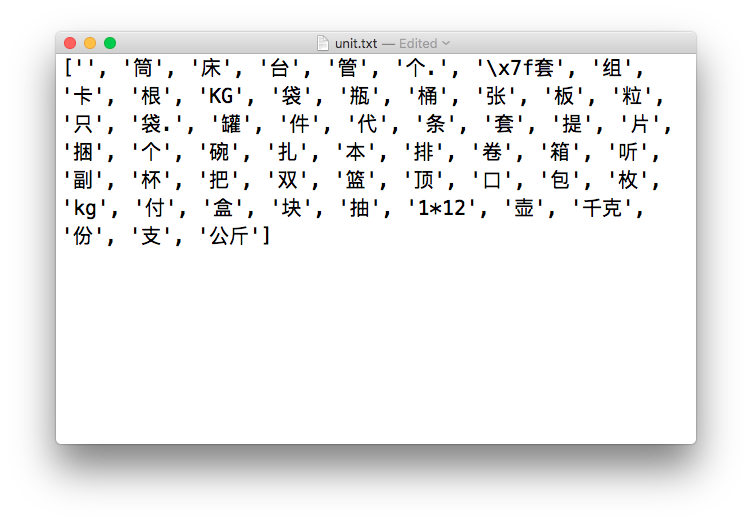 unit.txt — Edited
['', '筒', '床', '台', '管', '个.', '\x7f套', '组',
'卡', '根', 'KG', '袋', '瓶', '桶', '张', '板', '粒',
'只', '袋.', '罐', '件', '代', '条', '套', '提', '片',
'捆', '个', '碗', '扎', '本', '排', '卷', '箱', '听',
'副', '杯', '把', '双', '篮', '顶', '口', '包', '枚',
'kg', '付', '盒', '块', '抽', '1*12', '壶', '千克',
'份', '支', '公斤']